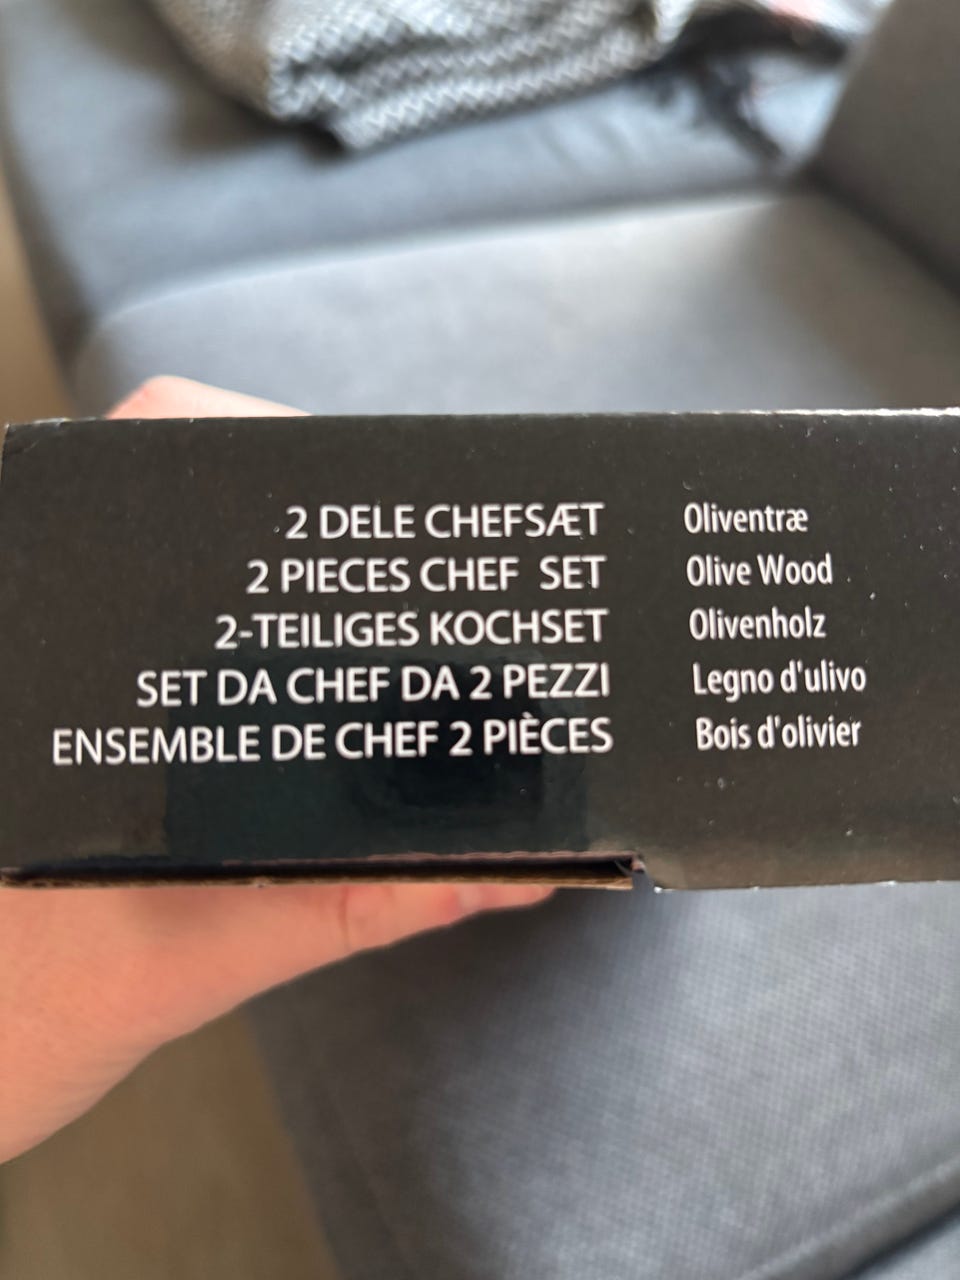 2 DELE CHEFSÆT Oliventræ
2 PIECES CHEF SET Olive Wood
2-TEILIGES KOCHSET Olivenholz
SET DA CHEF DA 2 PEZZI Legno d'ulivo
ENSEMBLE DE CHEF 2 PIÈCES Bois d'olivier